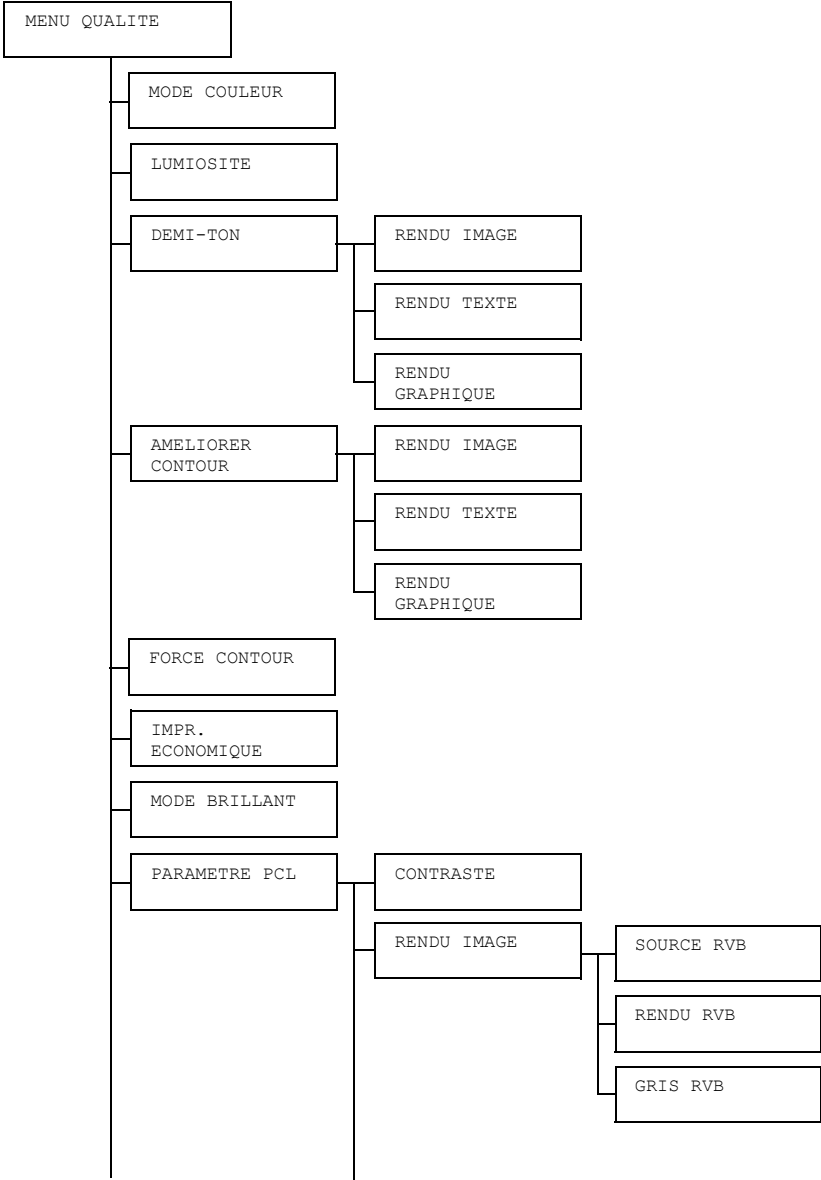 MENU QUALITE
MODE COULEUR
LUMIOSITE
DEMI-TON
RENDU IMAGE
RENDU TEXTE
RENDU
GRAPHIQUE
AMELIORER
CONTOUR
RENDU IMAGE
RENDU TEXTE
RENDU
GRAPHIQUE
FORCE CONTOUR
IMPR.
ECONOMIQUE
MODE BRILLANT
PARAMETRE PCL
CONTRASTE
RENDU IMAGE
SOURCE RVB
RENDU RVB
GRIS RVB